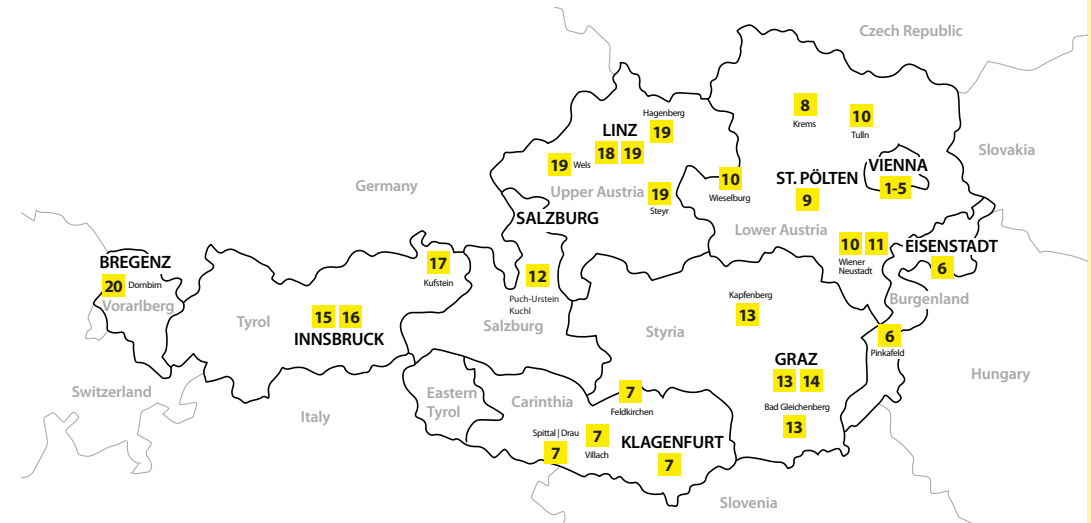 Czech Republic
8
Krems
10
Tulln
Hagenberg
19
LINZ
18 19
19 Wels
Slovakia
VIENNA
1-5
ST. PÖLTEN
9
10
Wieselburg
Germany
Upper Austria
19
Steyr
SALZBURG
Lower Austria
10 11
Wiener
Neustadt
EISENSTADT
6
BREGENZ
20 Dornbirn
Vorarlberg
17
Kufstein
12
Puch-Urstein
Kuchl
Salzburg
Burgenland
Kapfenberg
13
Tyrol
15 16
INNSBRUCK
Styria
6
Pinkafeld
GRAZ
13 14
Hungary
Switzerland
Italy
Eastern
Tyrol
Carinthia
7
Feldkirchen
Bad Gleichenberg
13
Spittal | Drau
7
7
Villach
KLAGENFURT
7
Slovenia